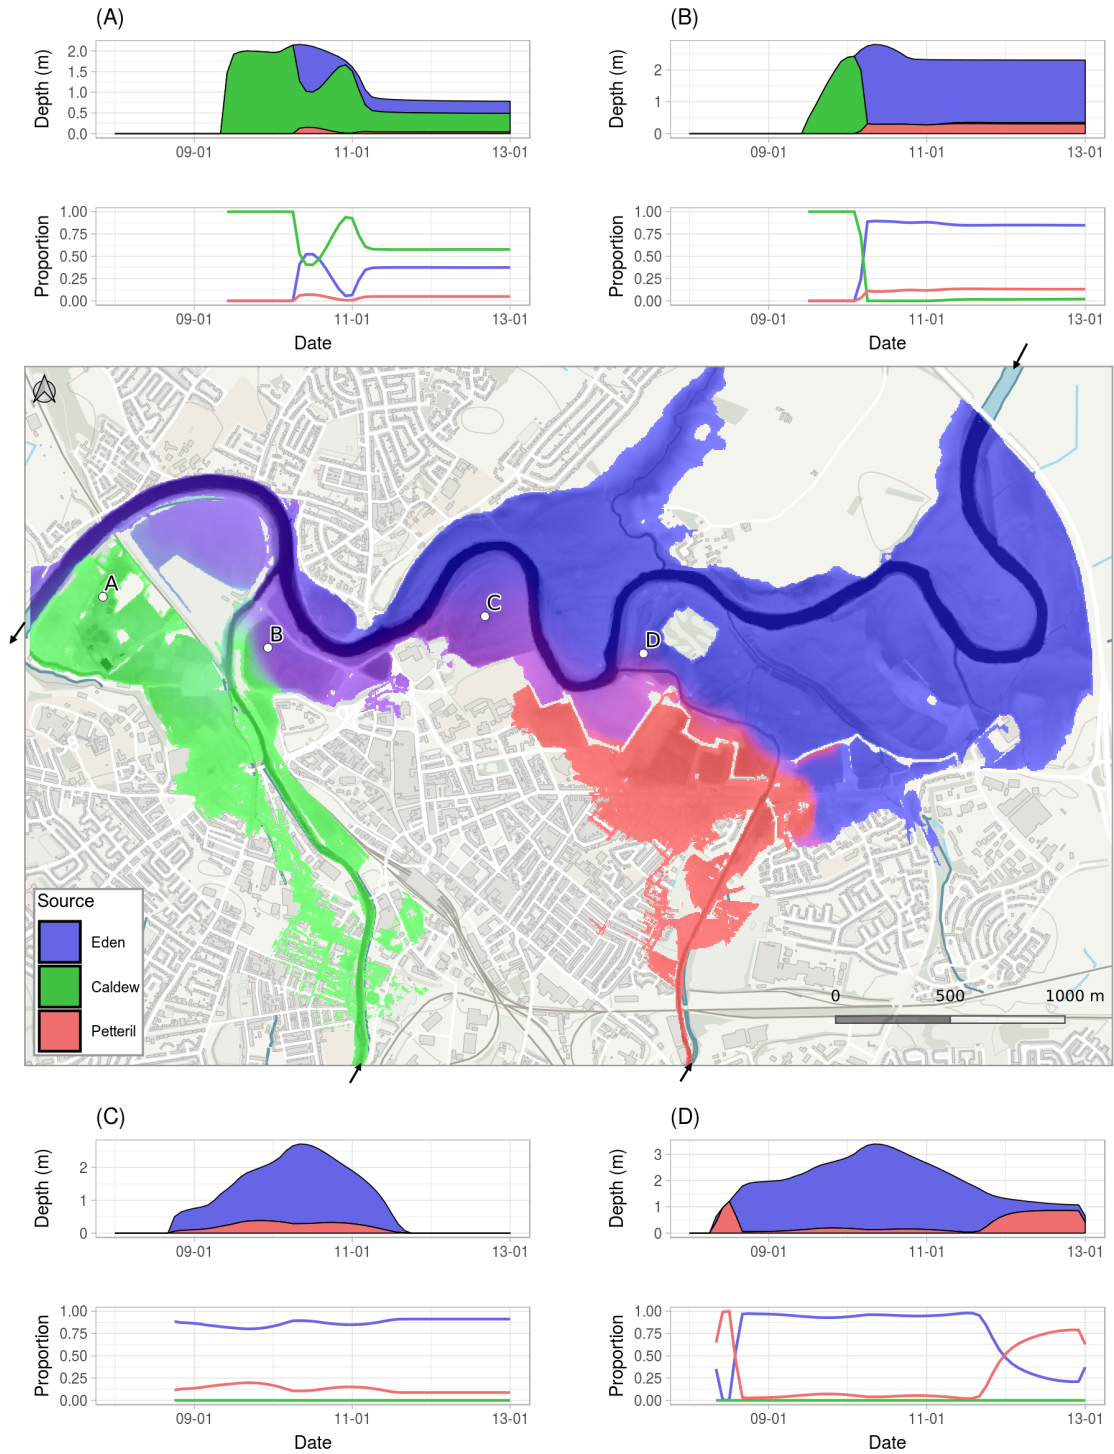 (A)
(B)
Depth (m)
2.0
1.5
1.0
0.5
0.0
09-01
11-01
13-01
Depth (m)
2
1
0
09-01
11-01
13-01
Proportion
1.00
0.75
0.50
0.25
0.00
09-01
11-01
13-01
Date
Proportion
1.00
0.75
0.50
0.25
0.00
09-01
11-01
13-01
Date
A
B
C
D
Source
Eden
Caldew
Petteril
0
500
1000 m
(C)
(D)
Depth (m)
2
1
0
09-01
11-01
13-01
Depth (m)
3
2
1
0
09-01
11-01
13-01
Proportion
1.00
0.75
0.50
0.25
0.00
09-01
11-01
13-01
Date
Proportion
1.00
0.75
0.50
0.25
0.00
09-01
11-01
13-01
Date